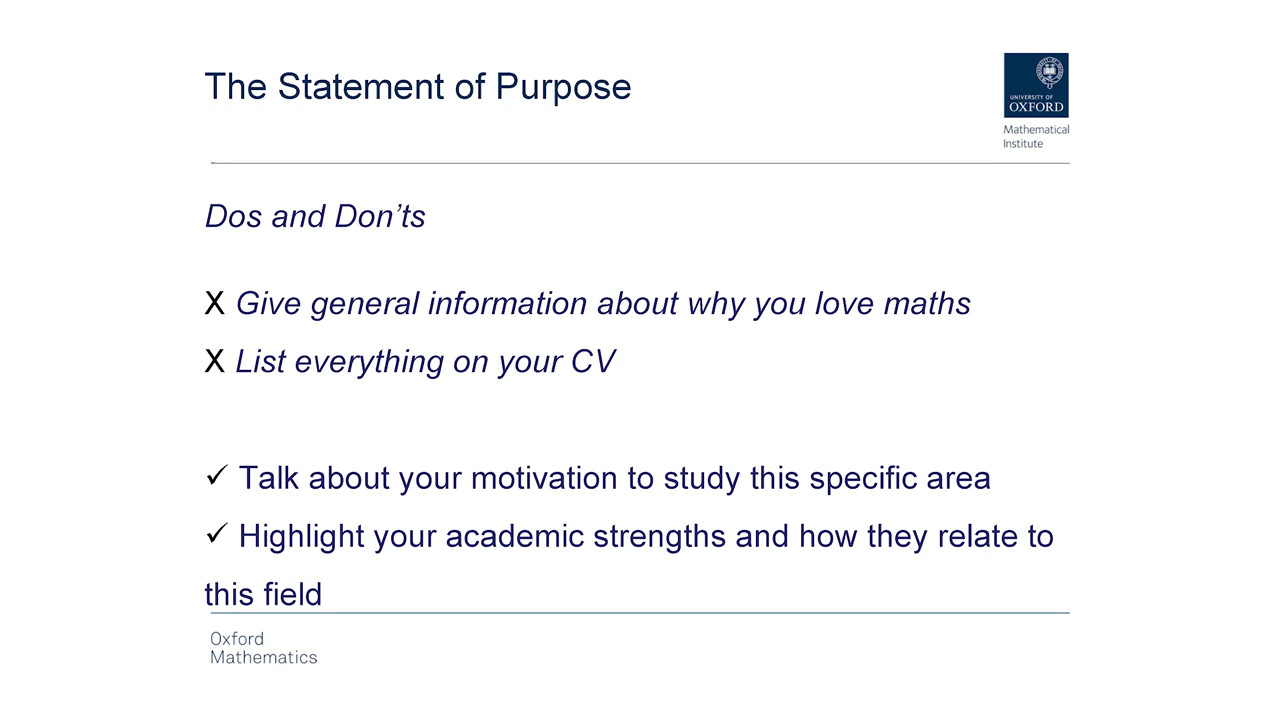 The Statement of Purpose
UNIVERSITY OF
OXFORD
Mathematical
Institute
Dos and Don’ts
X Give general information about why you love maths
X List everything on your CV
✓ Talk about your motivation to study this specific area
✓ Highlight your academic strengths and how they relate to
this field
Oxford
Mathematics